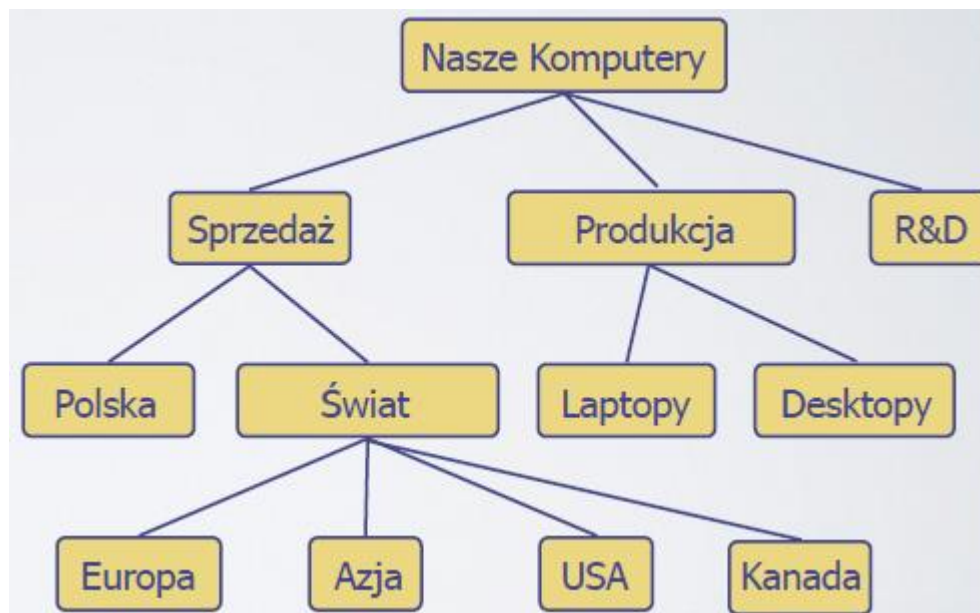 Nasze Komputery
Sprzedaż
Produkcja
R&D
Polska
Świat
Laptopy
Desktopy
Europa
Azja
USA
Kanada